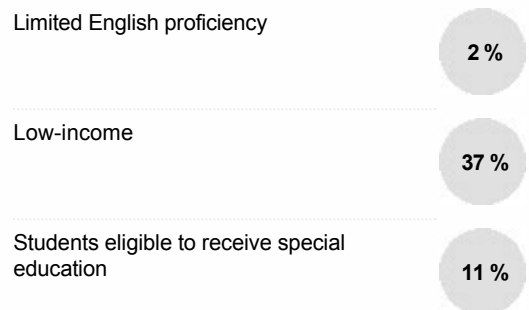 Limited English proficiency
2 %
Low-income
37 %
Students eligible to receive special
education
11 %